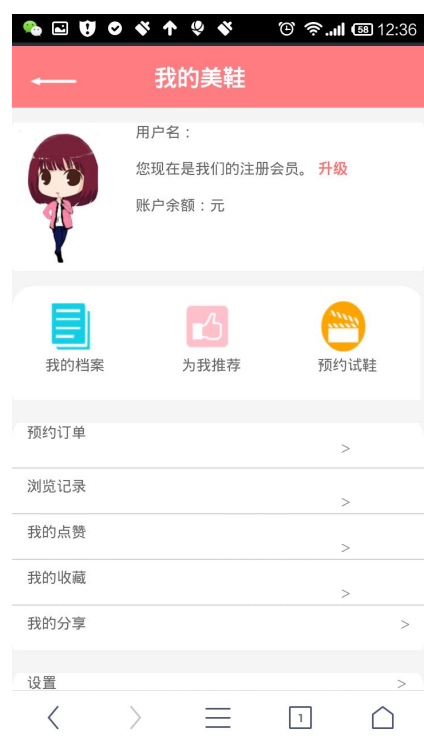 58 12:36
我的美鞋
用户名：
您现在是我们的注册会员。 升级
账户余额：元
我的档案 为我推荐 预约试鞋
预约订单
>
浏览记录
>
我的点赞
>
我的收藏
>
我的分享 >
设置 >
1